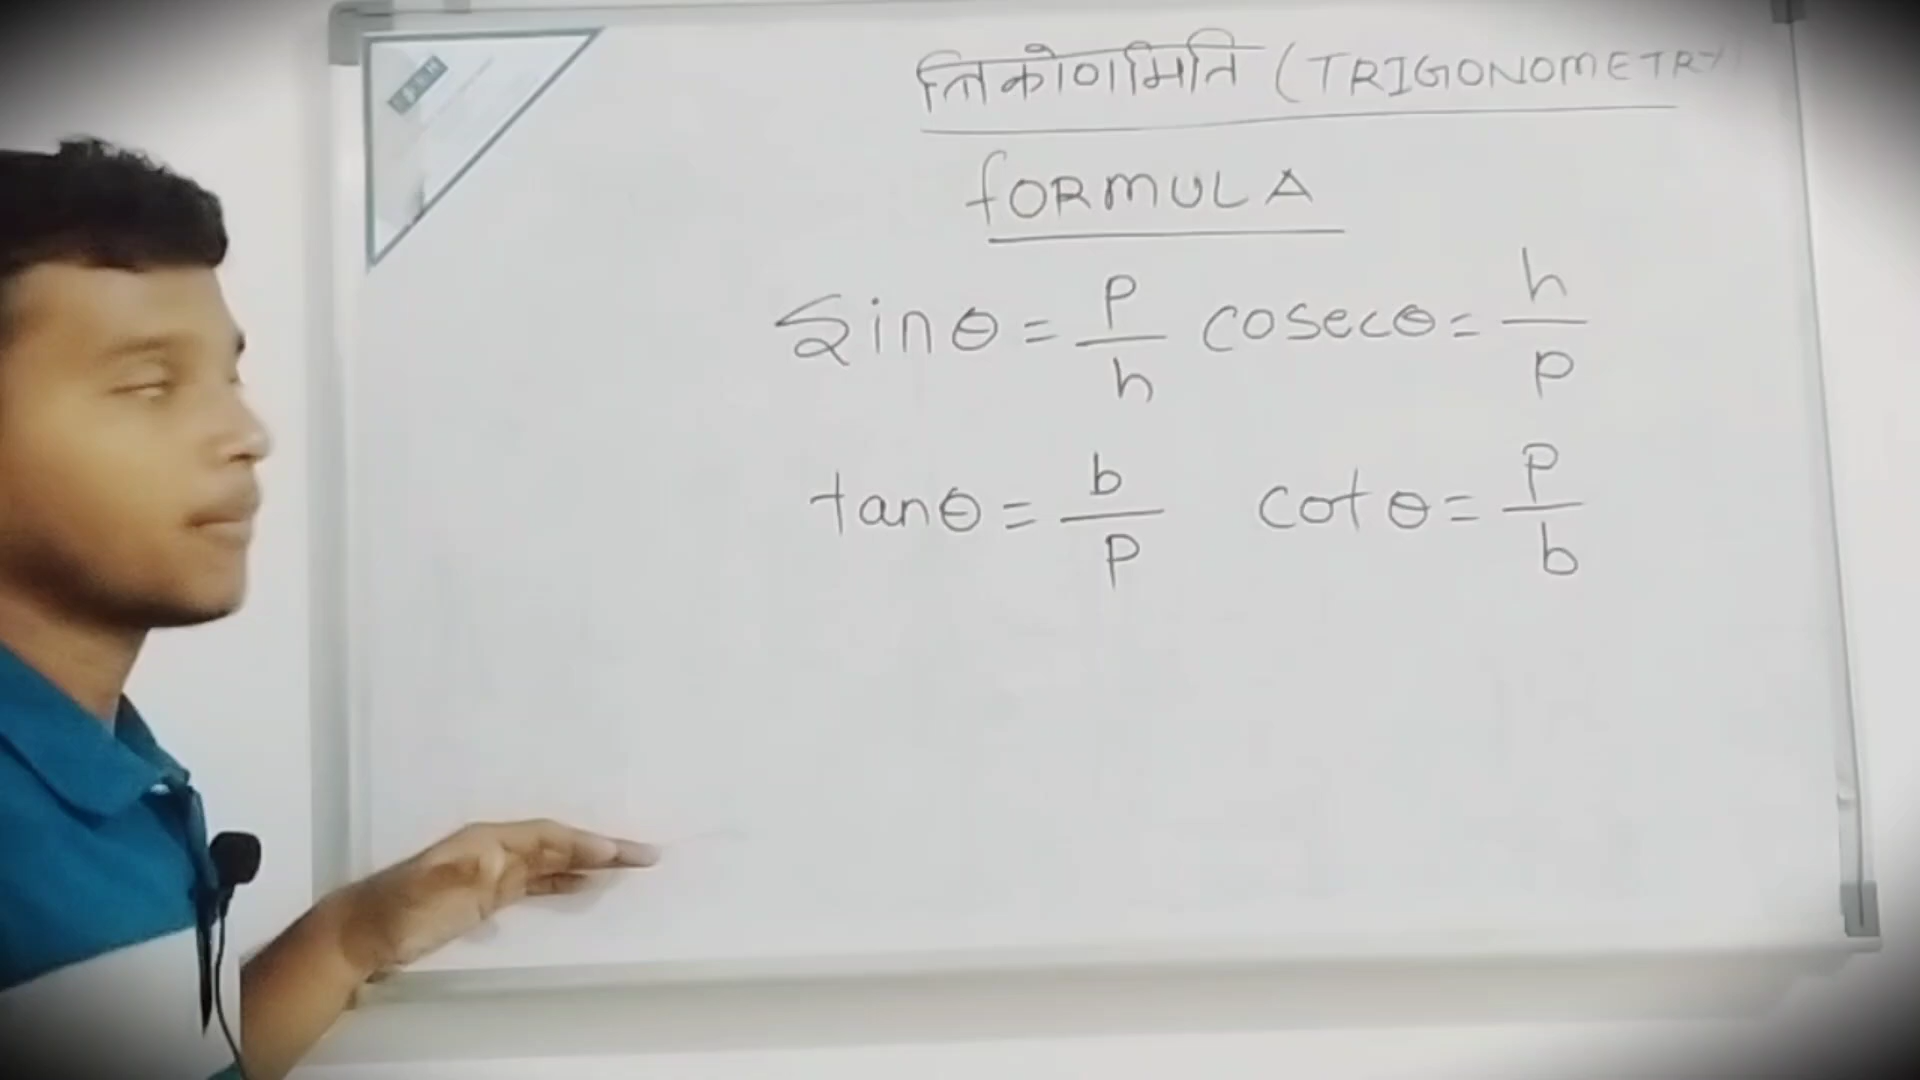 त्रिकोणमिति (TRIGONOMETRY)
fORMULA
Sinθ = P/h cosecθ = h/P
tanθ = b/P cotθ = P/b